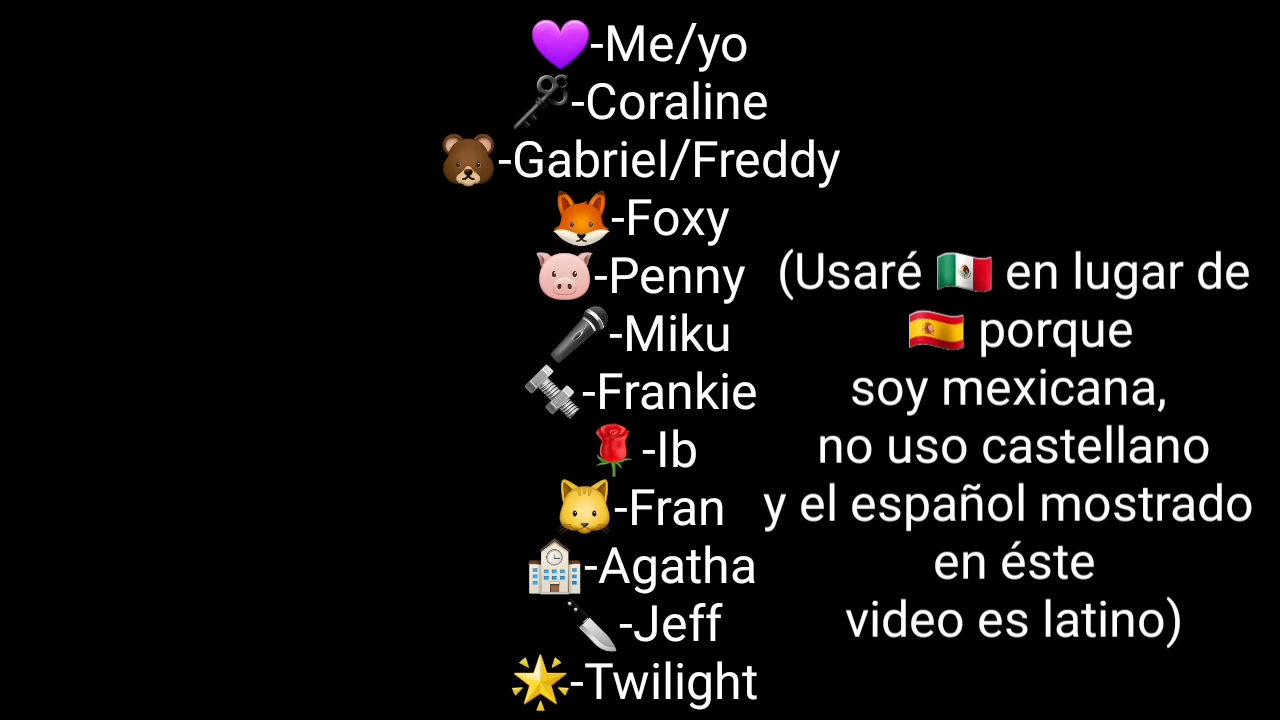 💜-Me/yo
🗝-Coraline
🐻-Gabriel/Freddy
🦊-Foxy
🐷-Penny
🎤-Miku
🔩-Frankie
🌹-Ib
🐱-Fran
🏫-Agatha
🔪-Jeff
🌟-Twilight
(Usaré 🇲🇽 en lugar de
🇪🇸 porque
soy mexicana,
no uso castellano
y el español mostrado
en éste
video es latino)